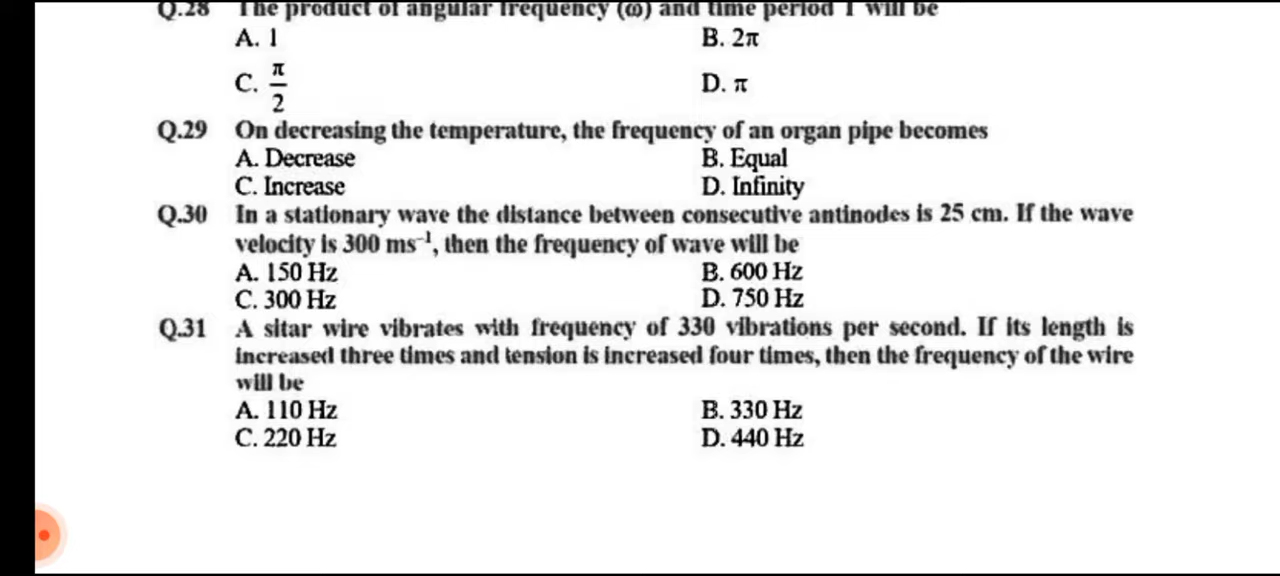 Q.28 The product of angular frequency (ω) and time period T will be
A. 1 B. 2π
C. π/2 D. π
Q.29 On decreasing the temperature, the frequency of an organ pipe becomes
A. Decrease B. Equal
C. Increase D. Infinity
Q.30 In a stationary wave the distance between consecutive antinodes is 25 cm. If the wave
velocity is 300 ms⁻¹, then the frequency of wave will be
A. 150 Hz B. 600 Hz
C. 300 Hz D. 750 Hz
Q.31 A sitar wire vibrates with frequency of 330 vibrations per second. If its length is
increased three times and tension is increased four times, then the frequency of the wire
will be
A. 110 Hz B. 330 Hz
C. 220 Hz D. 440 Hz